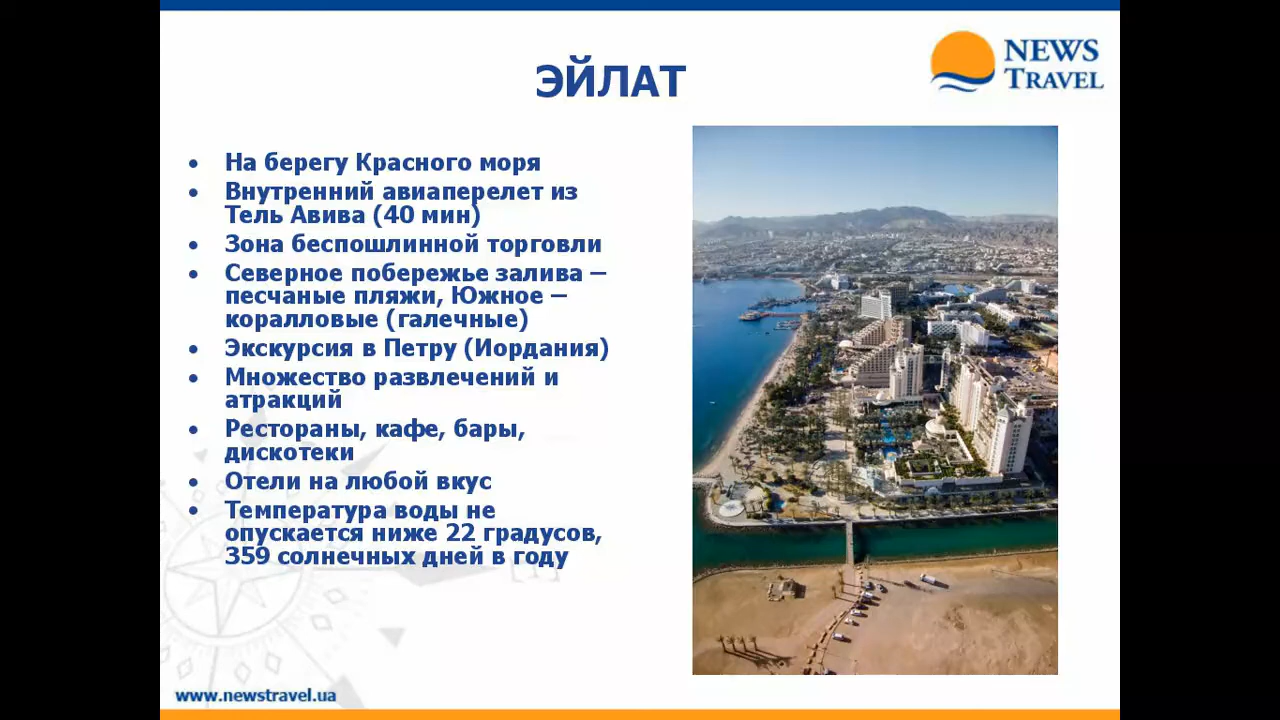 NEWS
TRAVEL
ЭЙЛАТ
• На берегу Красного моря
• Внутренний авиаперелет из
Тель Авива (40 мин)
• Зона беспошлинной торговли
• Северное побережье залива –
песчаные пляжи, Южное –
коралловые (галечные)
• Экскурсия в Петру (Иордания)
• Множество развлечений и
атракций
• Рестораны, кафе, бары,
дискотеки
• Отели на любой вкус
• Температура воды не
опускается ниже 22 градусов,
359 солнечных дней в году
www.newstravel.ua